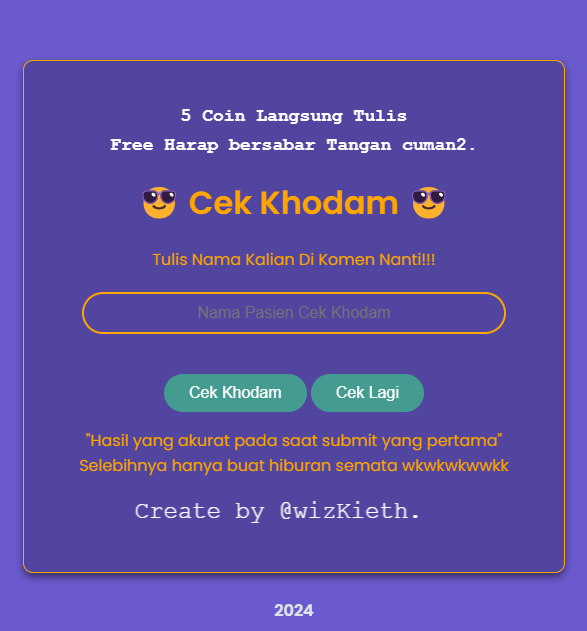 5 Coin Langsung Tulis
Free Harap bersabar Tangan cuman2.
😎 Cek Khodam 😎
Tulis Nama Kalian Di Komen Nanti!!!
Nama Pasien Cek Khodam
Cek Khodam Cek Lagi
"Hasil yang akurat pada saat submit yang pertama"
Selebihnya hanya buat hiburan semata wkwkwkwwkk
Create by @wizKieth.
2024